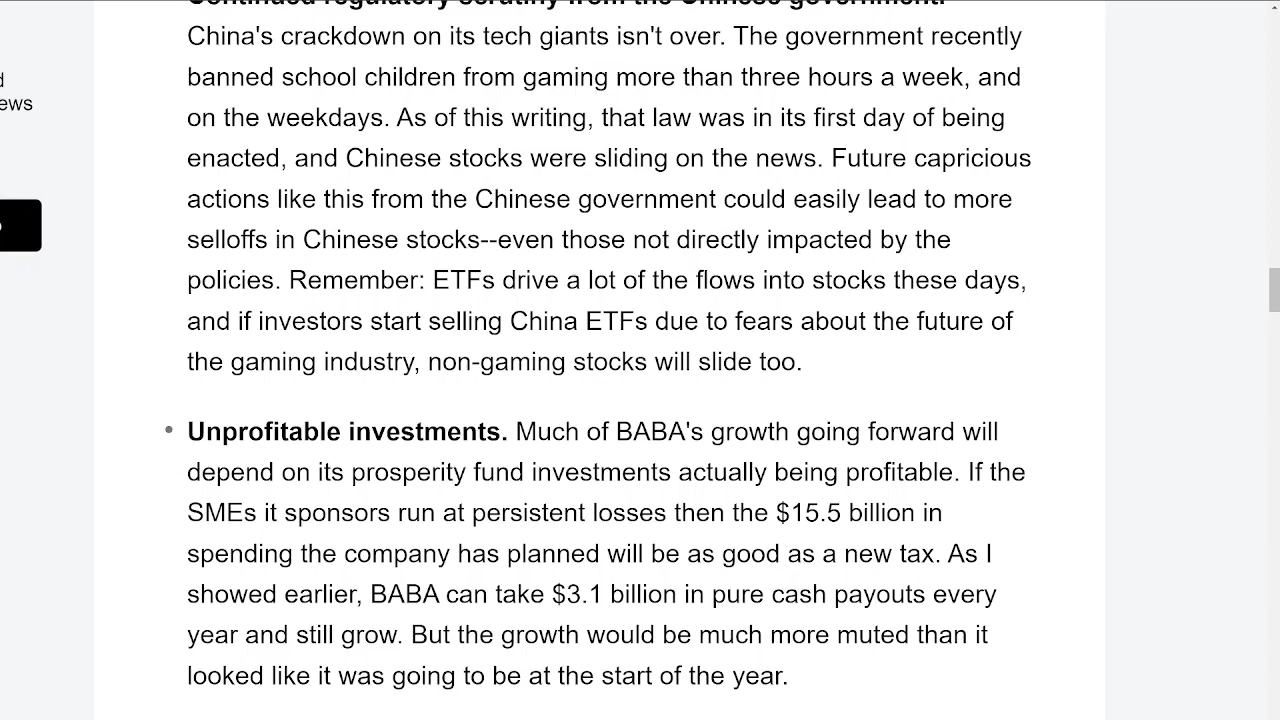 Continued regulatory scrutiny from the Chinese government.
China's crackdown on its tech giants isn't over. The government recently
banned school children from gaming more than three hours a week, and
on the weekdays. As of this writing, that law was in its first day of being
enacted, and Chinese stocks were sliding on the news. Future capricious
actions like this from the Chinese government could easily lead to more
selloffs in Chinese stocks--even those not directly impacted by the
policies. Remember: ETFs drive a lot of the flows into stocks these days,
and if investors start selling China ETFs due to fears about the future of
the gaming industry, non-gaming stocks will slide too.
• Unprofitable investments. Much of BABA's growth going forward will
depend on its prosperity fund investments actually being profitable. If the
SMEs it sponsors run at persistent losses then the $15.5 billion in
spending the company has planned will be as good as a new tax. As I
showed earlier, BABA can take $3.1 billion in pure cash payouts every
year and still grow. But the growth would be much more muted than it
looked like it was going to be at the start of the year.